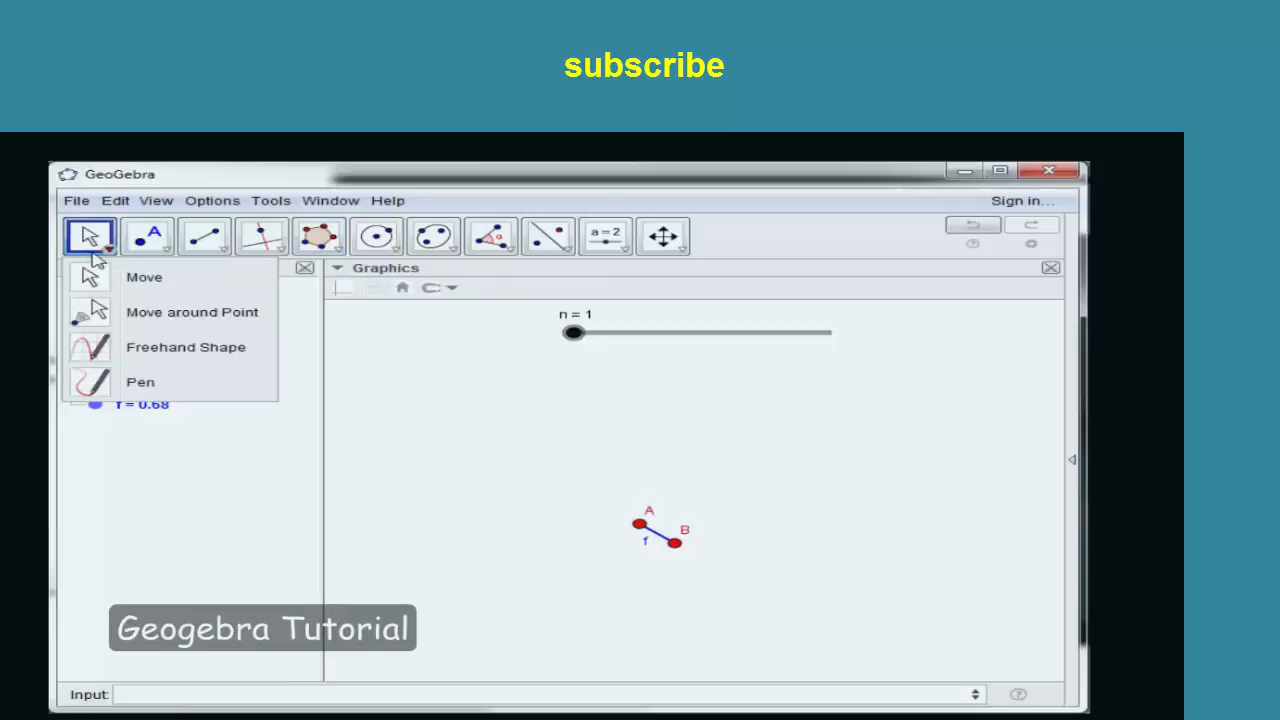 subscribe
GeoGebra
File Edit View Options Tools Window Help Sign in...
A a = 2
Graphics
Move
Move around Point
Freehand Shape
Pen
f = 0.68
n = 1
A
B
f
Geogebra Tutorial
Input: